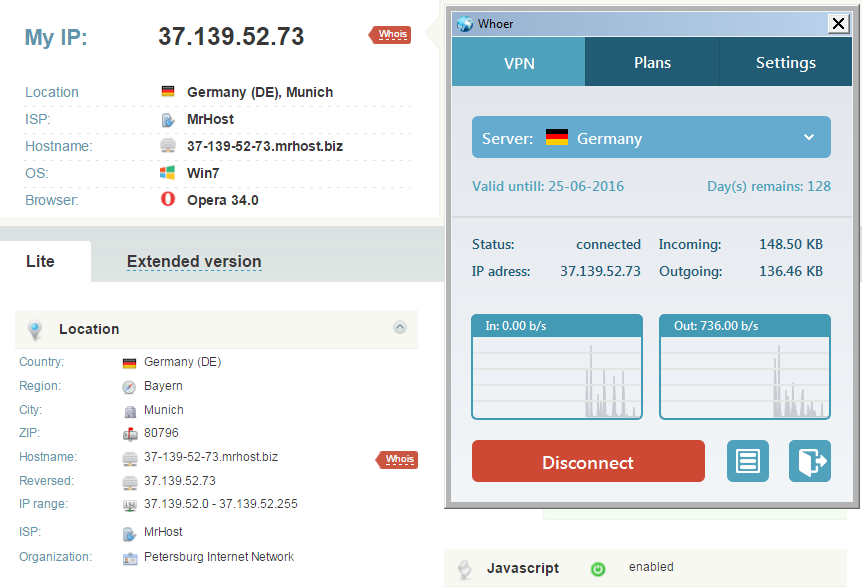 My IP: 37.139.52.73 Whois
Location Germany (DE), Munich
ISP: MrHost
Hostname: 37-139-52-73.mrhost.biz
OS: Win7
Browser: Opera 34.0
Lite Extended version
Location
Country: Germany (DE)
Region: Bayern
City: Munich
ZIP: 80796
Hostname: 37-139-52-73.mrhost.biz Whois
Reversed: 37.139.52.73
IP range: 37.139.52.0 - 37.139.52.255
ISP: MrHost
Organization: Petersburg Internet Network
Whoer
VPN Plans Settings
Server: Germany
Valid untill: 25-06-2016 Day(s) remains: 128
Status: connected Incoming: 148.50 KB
IP adress: 37.139.52.73 Outgoing: 136.46 KB
In: 0.00 b/s Out: 736.00 b/s
Disconnect
Javascript enabled